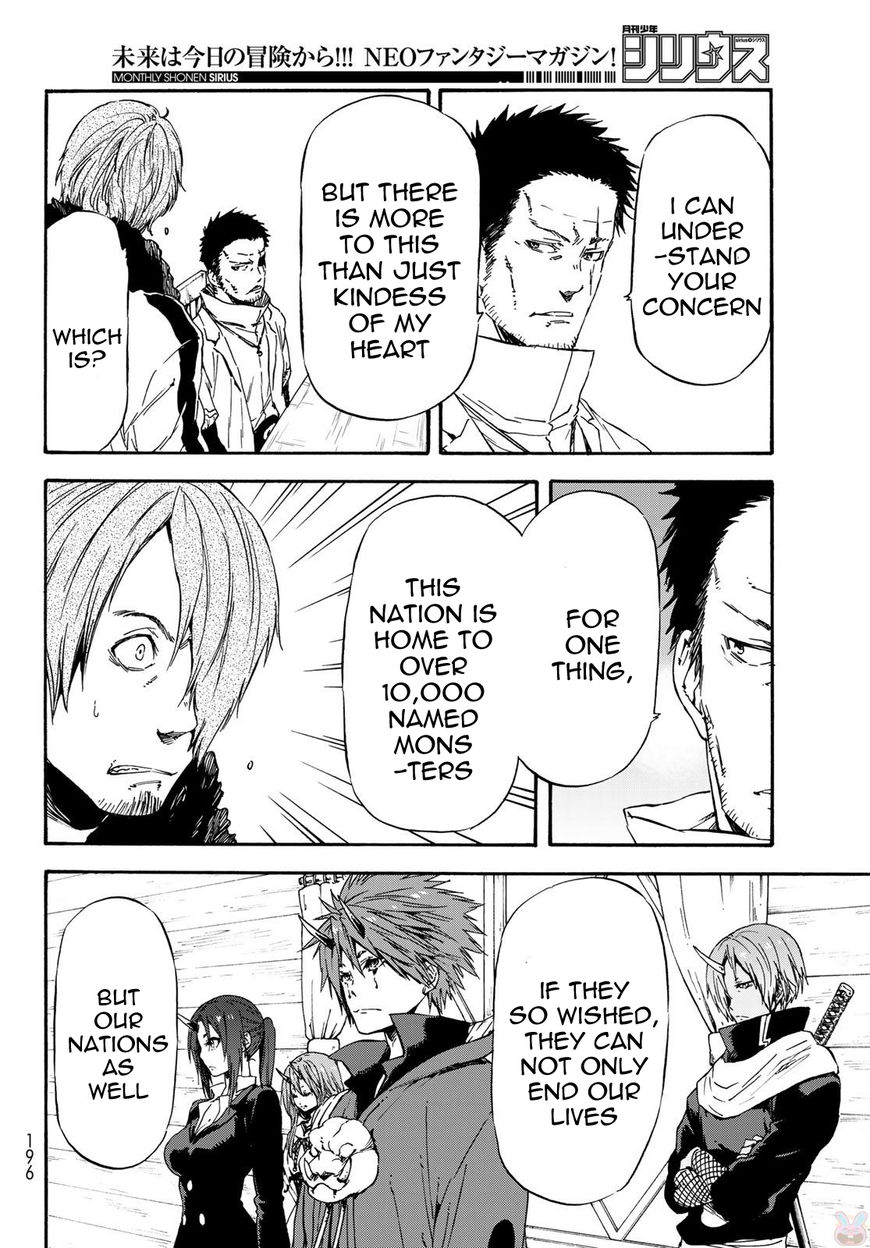 未来は今日の冒険から!!! NEOファンタジーマガジン!
MONTHLY SHONEN SIRIUS
月刊少年
シリウス
I CAN
UNDER
-STAND
YOUR
CONCERN
BUT THERE
IS MORE
TO THIS
THAN JUST
KINDESS
OF MY
HEART
WHICH
IS?
FOR
ONE
THING,
THIS
NATION IS
HOME TO
OVER
10,000
NAMED
MONS
-TERS
IF THEY
SO WISHED,
THEY CAN
NOT ONLY
END OUR
LIVES
BUT
OUR
NATIONS
AS
WELL
196